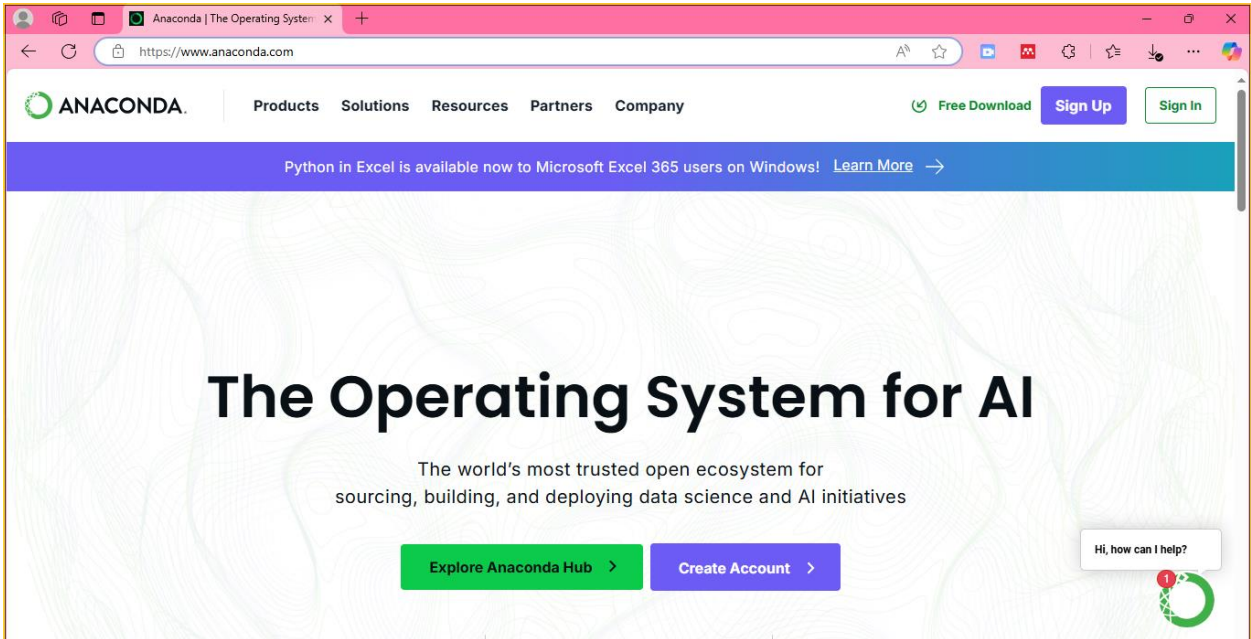 Anaconda | The Operating System
https://www.anaconda.com
ANACONDA.
Products Solutions Resources Partners Company
Free Download Sign Up Sign In
Python in Excel is available now to Microsoft Excel 365 users on Windows! Learn More
The Operating System for AI
The world's most trusted open ecosystem for
sourcing, building, and deploying data science and AI initiatives
Explore Anaconda Hub
Create Account
Hi, how can I help?
1